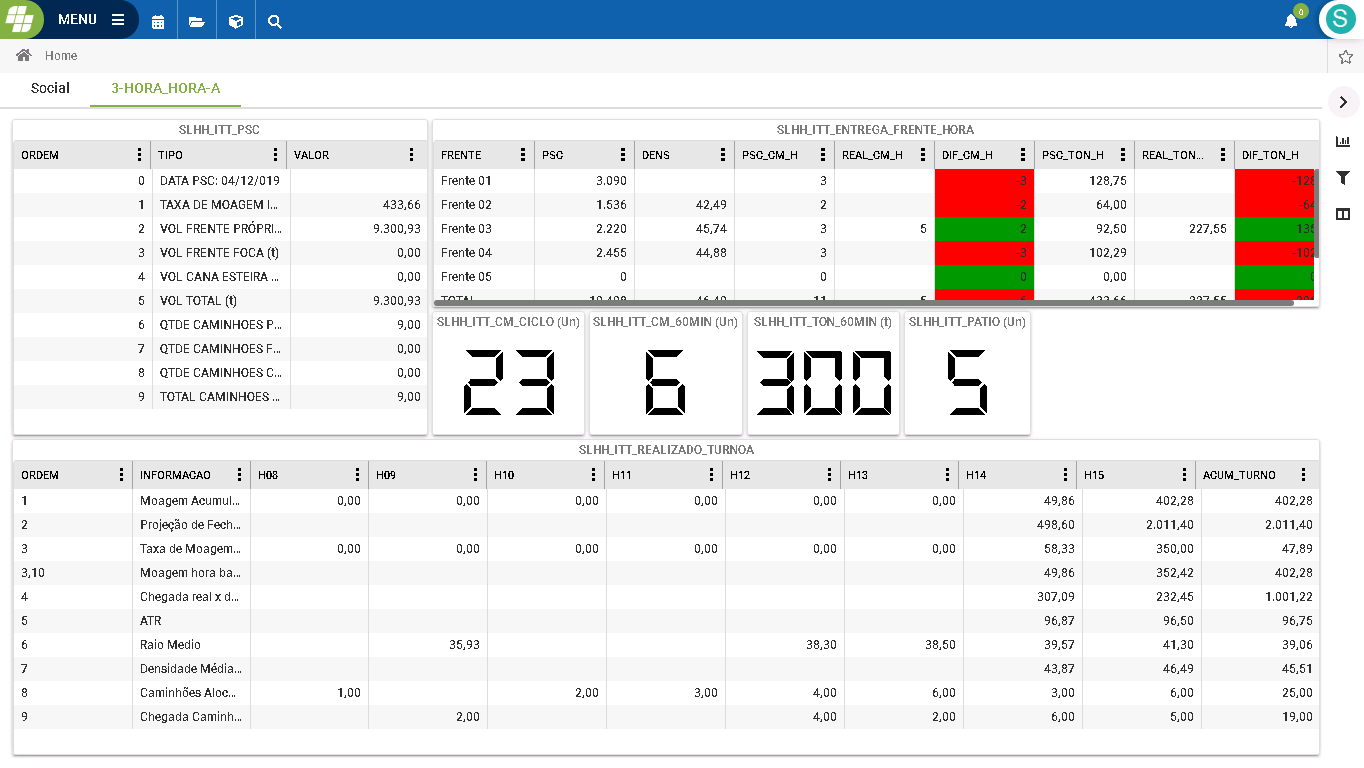 MENU
0
S
Home
Social 3-HORA_HORA-A
SLHH_ITT_PSC
ORDEM TIPO VALOR
0 DATA PSC: 04/12/019
1 TAXA DE MOAGEM I... 433,66
2 VOL FRENTE PRÓPRI... 9.300,93
3 VOL FRENTE FOCA (t) 0,00
4 VOL CANA ESTEIRA ... 0,00
5 VOL TOTAL (t) 9.300,93
6 QTDE CAMINHOES P... 9,00
7 QTDE CAMINHOES F... 0,00
8 QTDE CAMINHOES C... 0,00
9 TOTAL CAMINHOES ... 9,00
SLHH_ITT_ENTREGA_FRENTE_HORA
FRENTE PSC DENS PSC_CM_H REAL_CM_H DIF_CM_H PSC_TON_H REAL_TON... DIF_TON_H
Frente 01 3.090 3 -3 128,75 -128
Frente 02 1.536 42,49 2 -2 64,00 -64
Frente 03 2.220 45,74 3 5 2 92,50 227,55 135
Frente 04 2.455 44,88 3 -3 102,29 -102
Frente 05 0 0 0 0,00 0
TOTAL 46,49 11 5 433,66 227,55
SLHH_ITT_CM_CICLO (Un)
23
SLHH_ITT_CM_60MIN (Un)
6
SLHH_ITT_TON_60MIN (t)
300
SLHH_ITT_PATIO (Un)
5
SLHH_ITT_REALIZADO_TURNOA
ORDEM INFORMACAO H08 H09 H10 H11 H12 H13 H14 H15 ACUM_TURNO
1 Moagem Acumul... 0,00 0,00 0,00 0,00 0,00 0,00 49,86 402,28 402,28
2 Projeção de Fech... 498,60 2.011,40 2.011,40
3 Taxa de Moagem... 0,00 0,00 0,00 0,00 0,00 0,00 58,33 350,00 47,89
3,10 Moagem hora ba... 49,86 352,42 402,28
4 Chegada real x d... 307,09 232,45 1.001,22
5 ATR 96,87 96,50 96,75
6 Raio Medio 35,93 38,30 38,50 39,57 41,30 39,06
7 Densidade Média... 43,87 46,49 45,51
8 Caminhões Aloc... 1,00 2,00 3,00 4,00 6,00 3,00 6,00 25,00
9 Chegada Caminh... 2,00 4,00 2,00 6,00 5,00 19,00